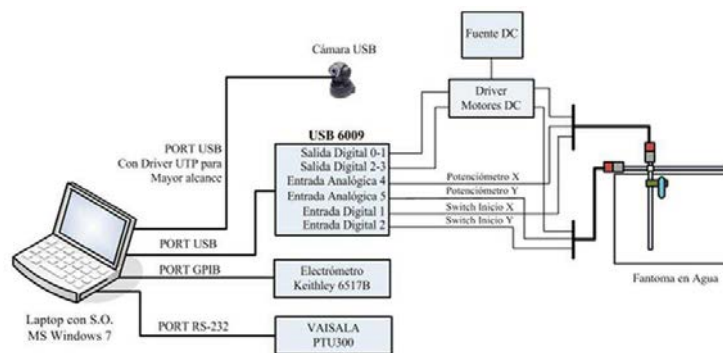 Fuente DC
Cámara USB
Driver
Motores DC
USB 6009
PORT USB
Con Driver UTP para
Mayor alcance
Salida Digital 0-1
Salida Digital 2-3
Entrada Analógica 4
Entrada Analógica 5
Entrada Digital 1
Entrada Digital 2
Potenciómetro X
Potenciómetro Y
Switch Inicio X
Switch Inicio Y
PORT USB
PORT GPIB
Electrómetro
Keithley 6517B
Fantoma en Agua
Laptop con S.O.
MS Windows 7
PORT RS-232
VAISALA
PTU300